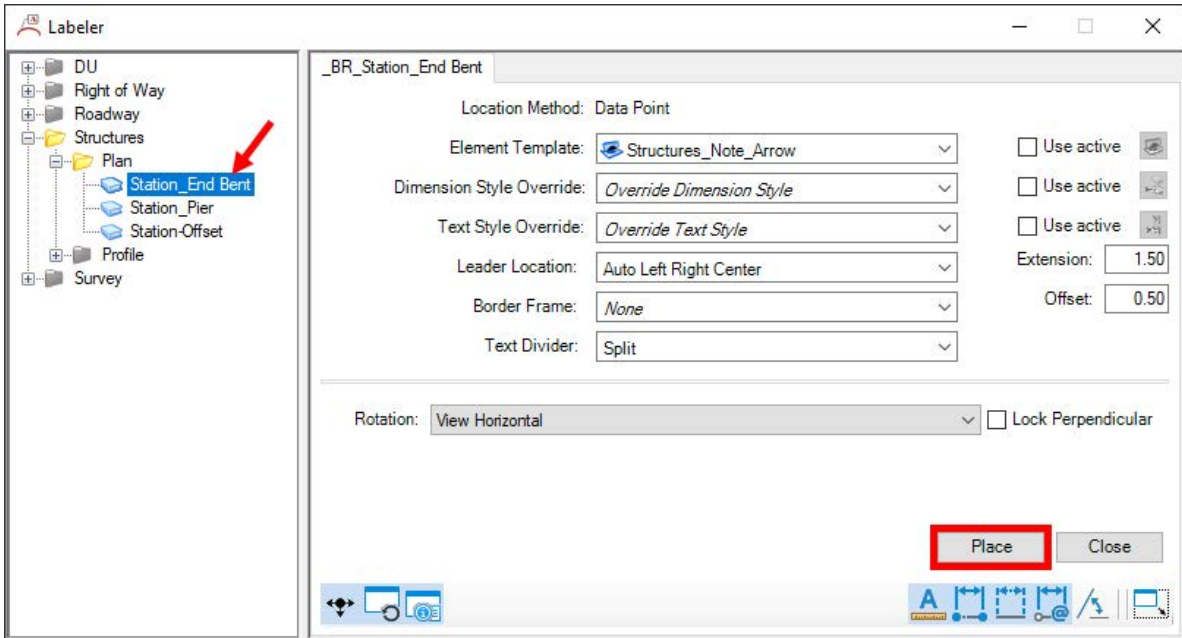 Labeler
DU
Right of Way
Roadway
Structures
Plan
Station_End Bent
Station_Pier
Station-Offset
Profile
Survey
_BR_Station_End Bent
Location Method: Data Point
Element Template: Structures_Note_Arrow Use active
Dimension Style Override: Override Dimension Style Use active
Text Style Override: Override Text Style Use active
Leader Location: Auto Left Right Center Extension: 1.50
Border Frame: None Offset: 0.50
Text Divider: Split
Rotation: View Horizontal Lock Perpendicular
Place Close